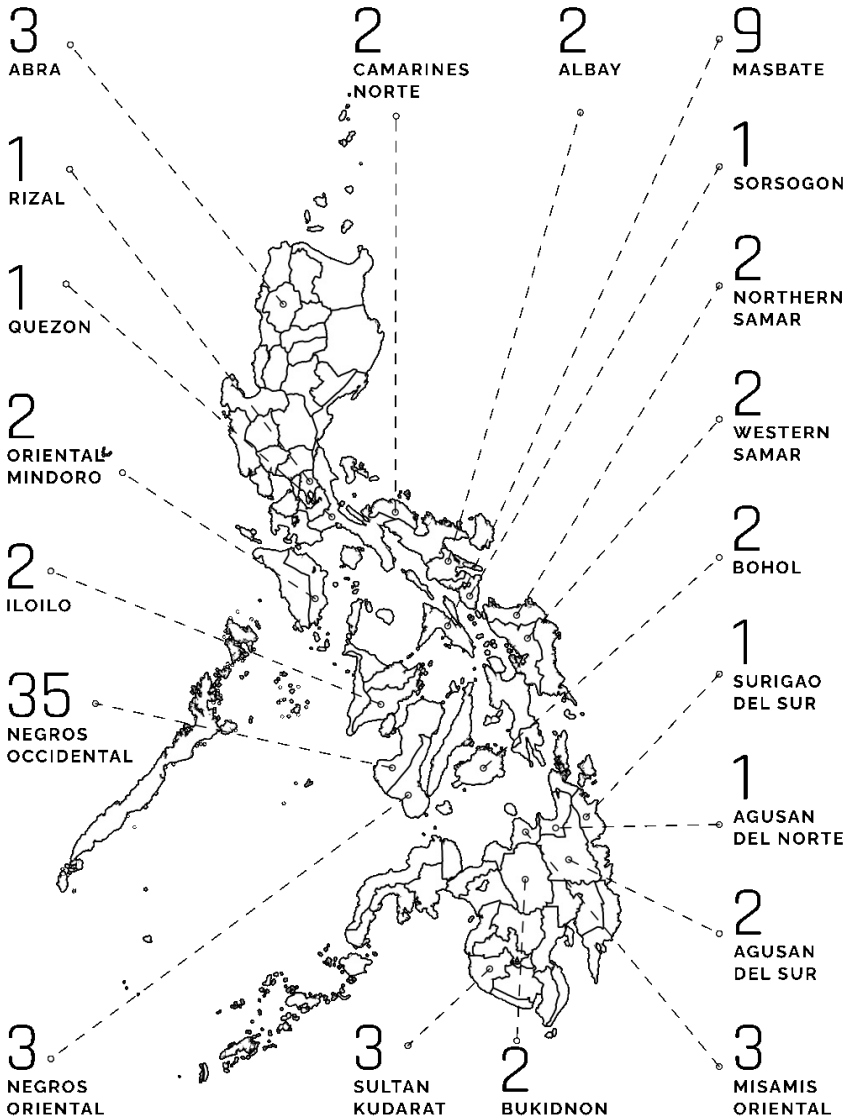 3
ABRA
2
CAMARINES
NORTE
2
ALBAY
9
MASBATE
1
RIZAL
1
SORSOGON
1
QUEZON
2
NORTHERN
SAMAR
2
ORIENTAL
MINDORO
2
WESTERN
SAMAR
2
ILOILO
2
BOHOL
35
NEGROS
OCCIDENTAL
1
SURIGAO
DEL SUR
1
AGUSAN
DEL NORTE
2
AGUSAN
DEL SUR
3
NEGROS
ORIENTAL
3
SULTAN
KUDARAT
2
BUKIDNON
3
MISAMIS
ORIENTAL